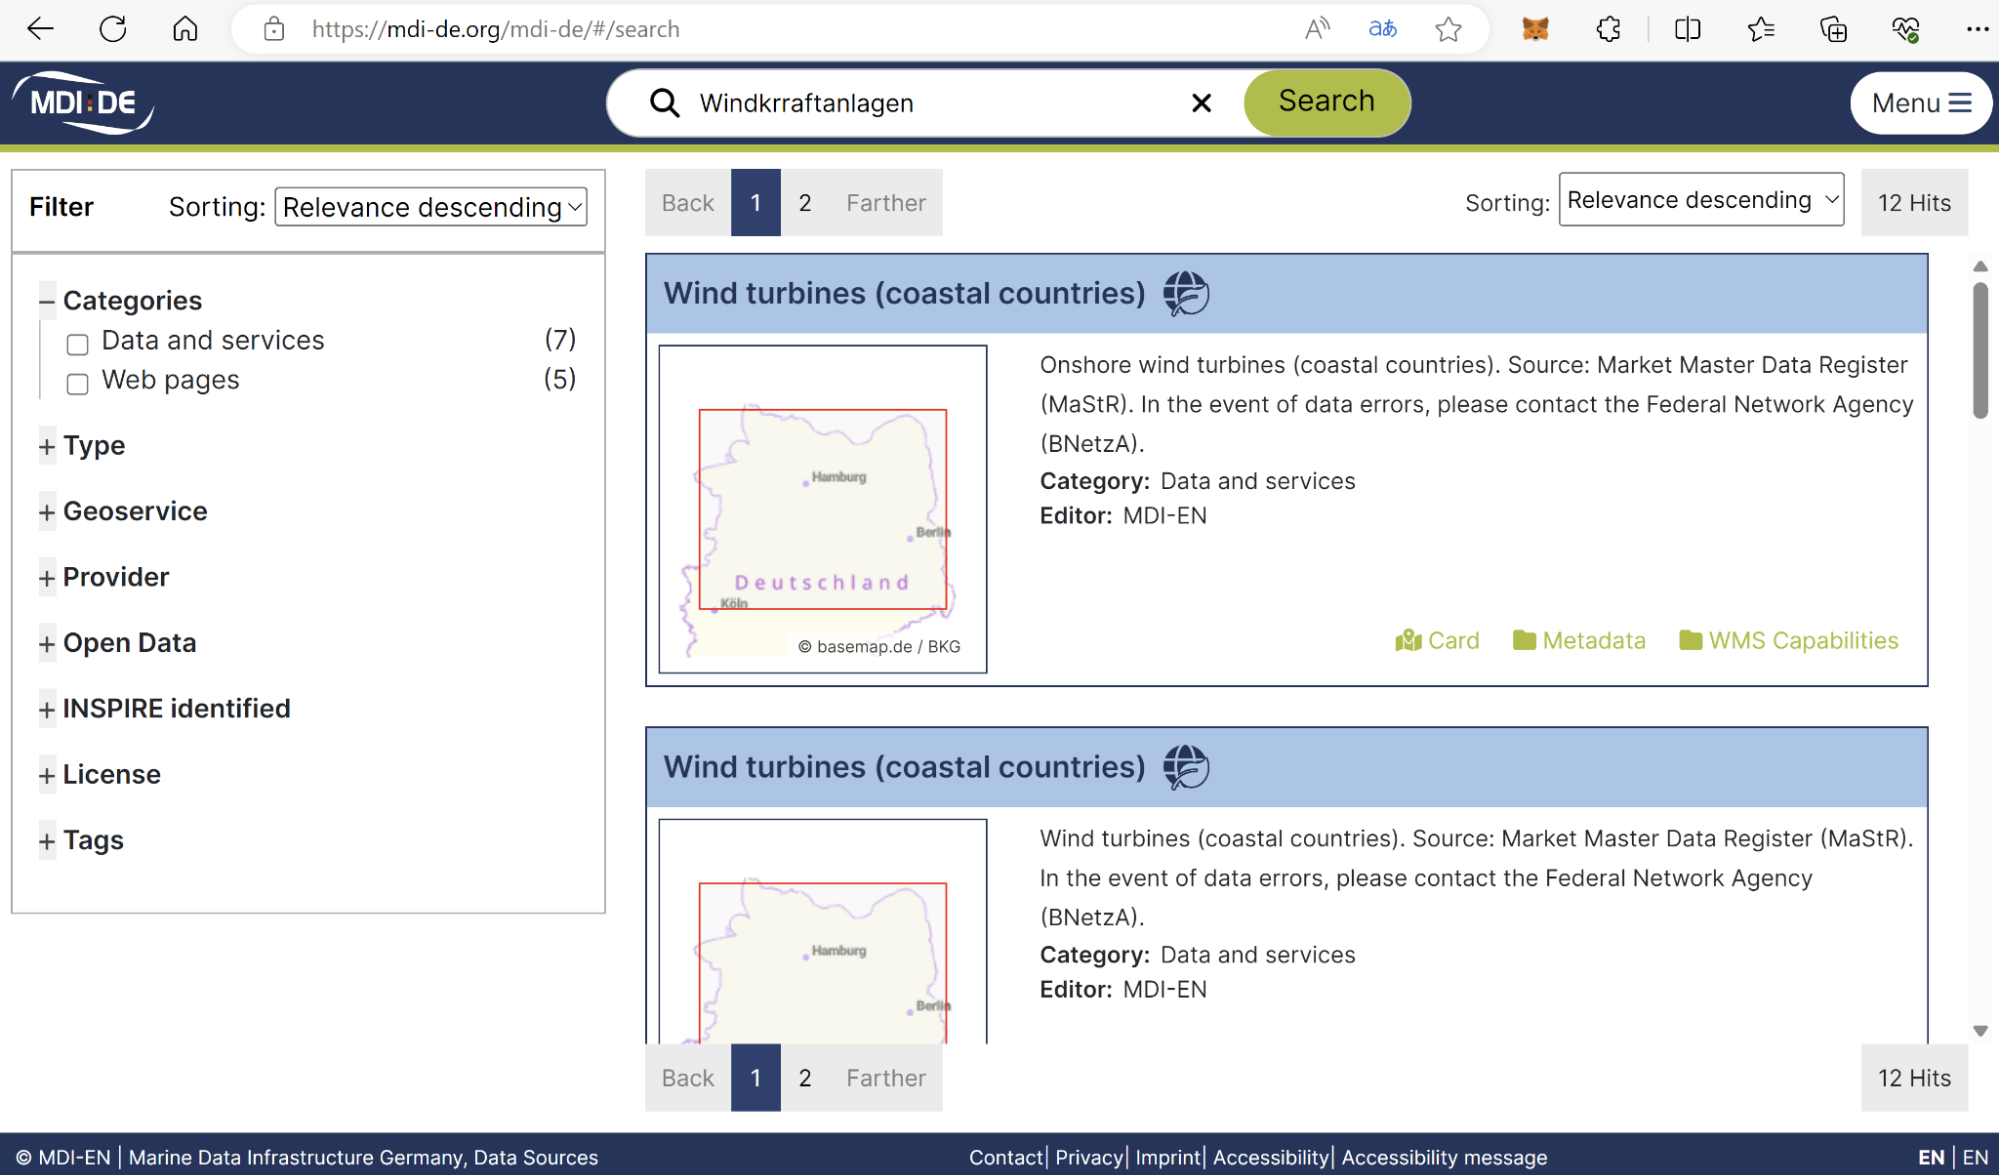 https://mdi-de.org/mdi-de/#/search
MDI:DE
Windkrraftanlagen
Search
Menu
Filter
Sorting: Relevance descending
Categories
Data and services (7)
Web pages (5)
Type
Geoservice
Provider
Open Data
INSPIRE identified
License
Tags
Back 1 2 Farther
Sorting: Relevance descending
12 Hits
Wind turbines (coastal countries)
Hamburg
Berlin
Deutschland
Köln
© basemap.de / BKG
Onshore wind turbines (coastal countries). Source: Market Master Data Register
(MaStR). In the event of data errors, please contact the Federal Network Agency
(BNetzA).
Category: Data and services
Editor: MDI-EN
Card Metadata WMS Capabilities
Wind turbines (coastal countries)
Hamburg
Berlin
Wind turbines (coastal countries). Source: Market Master Data Register (MaStR).
In the event of data errors, please contact the Federal Network Agency
(BNetzA).
Category: Data and services
Editor: MDI-EN
Back 1 2 Farther
12 Hits
© MDI-EN | Marine Data Infrastructure Germany, Data Sources
Contact| Privacy| Imprint| Accessibility| Accessibility message
EN | EN